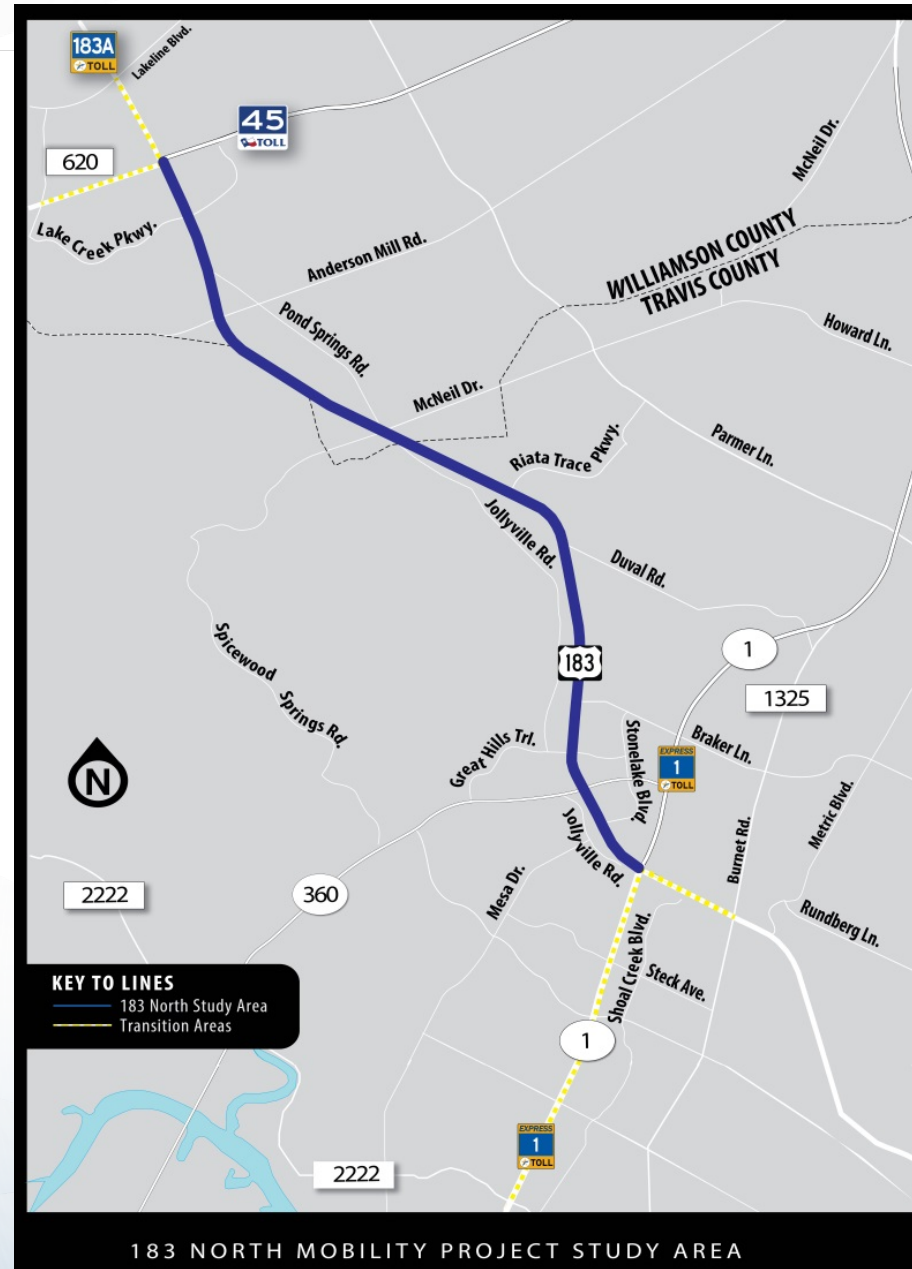 183A
TOLL
Lakeline Blvd.
45
TOLL
620
McNeil Dr.
Lake Creek Pkwy.
Anderson Mill Rd.
WILLIAMSON COUNTY
TRAVIS COUNTY
Pond Springs Rd.
Howard Ln.
McNeil Dr.
Parmer Ln.
Riata Trace Pkwy.
Jollyville Rd.
Duval Rd.
Spicewood
Springs Rd.
183
1
1325
Great Hills Trl.
Stonelake Blvd.
Braker Ln.
EXPRESS
1
TOLL
N
Metric Blvd.
Jollyville Rd.
Burnet Rd.
Mesa Dr.
2222
360
Rundberg Ln.
Shoal Creek Blvd.
Steck Ave.
KEY TO LINES
183 North Study Area
Transition Areas
1
EXPRESS
1
TOLL
2222
183 NORTH MOBILITY PROJECT STUDY AREA